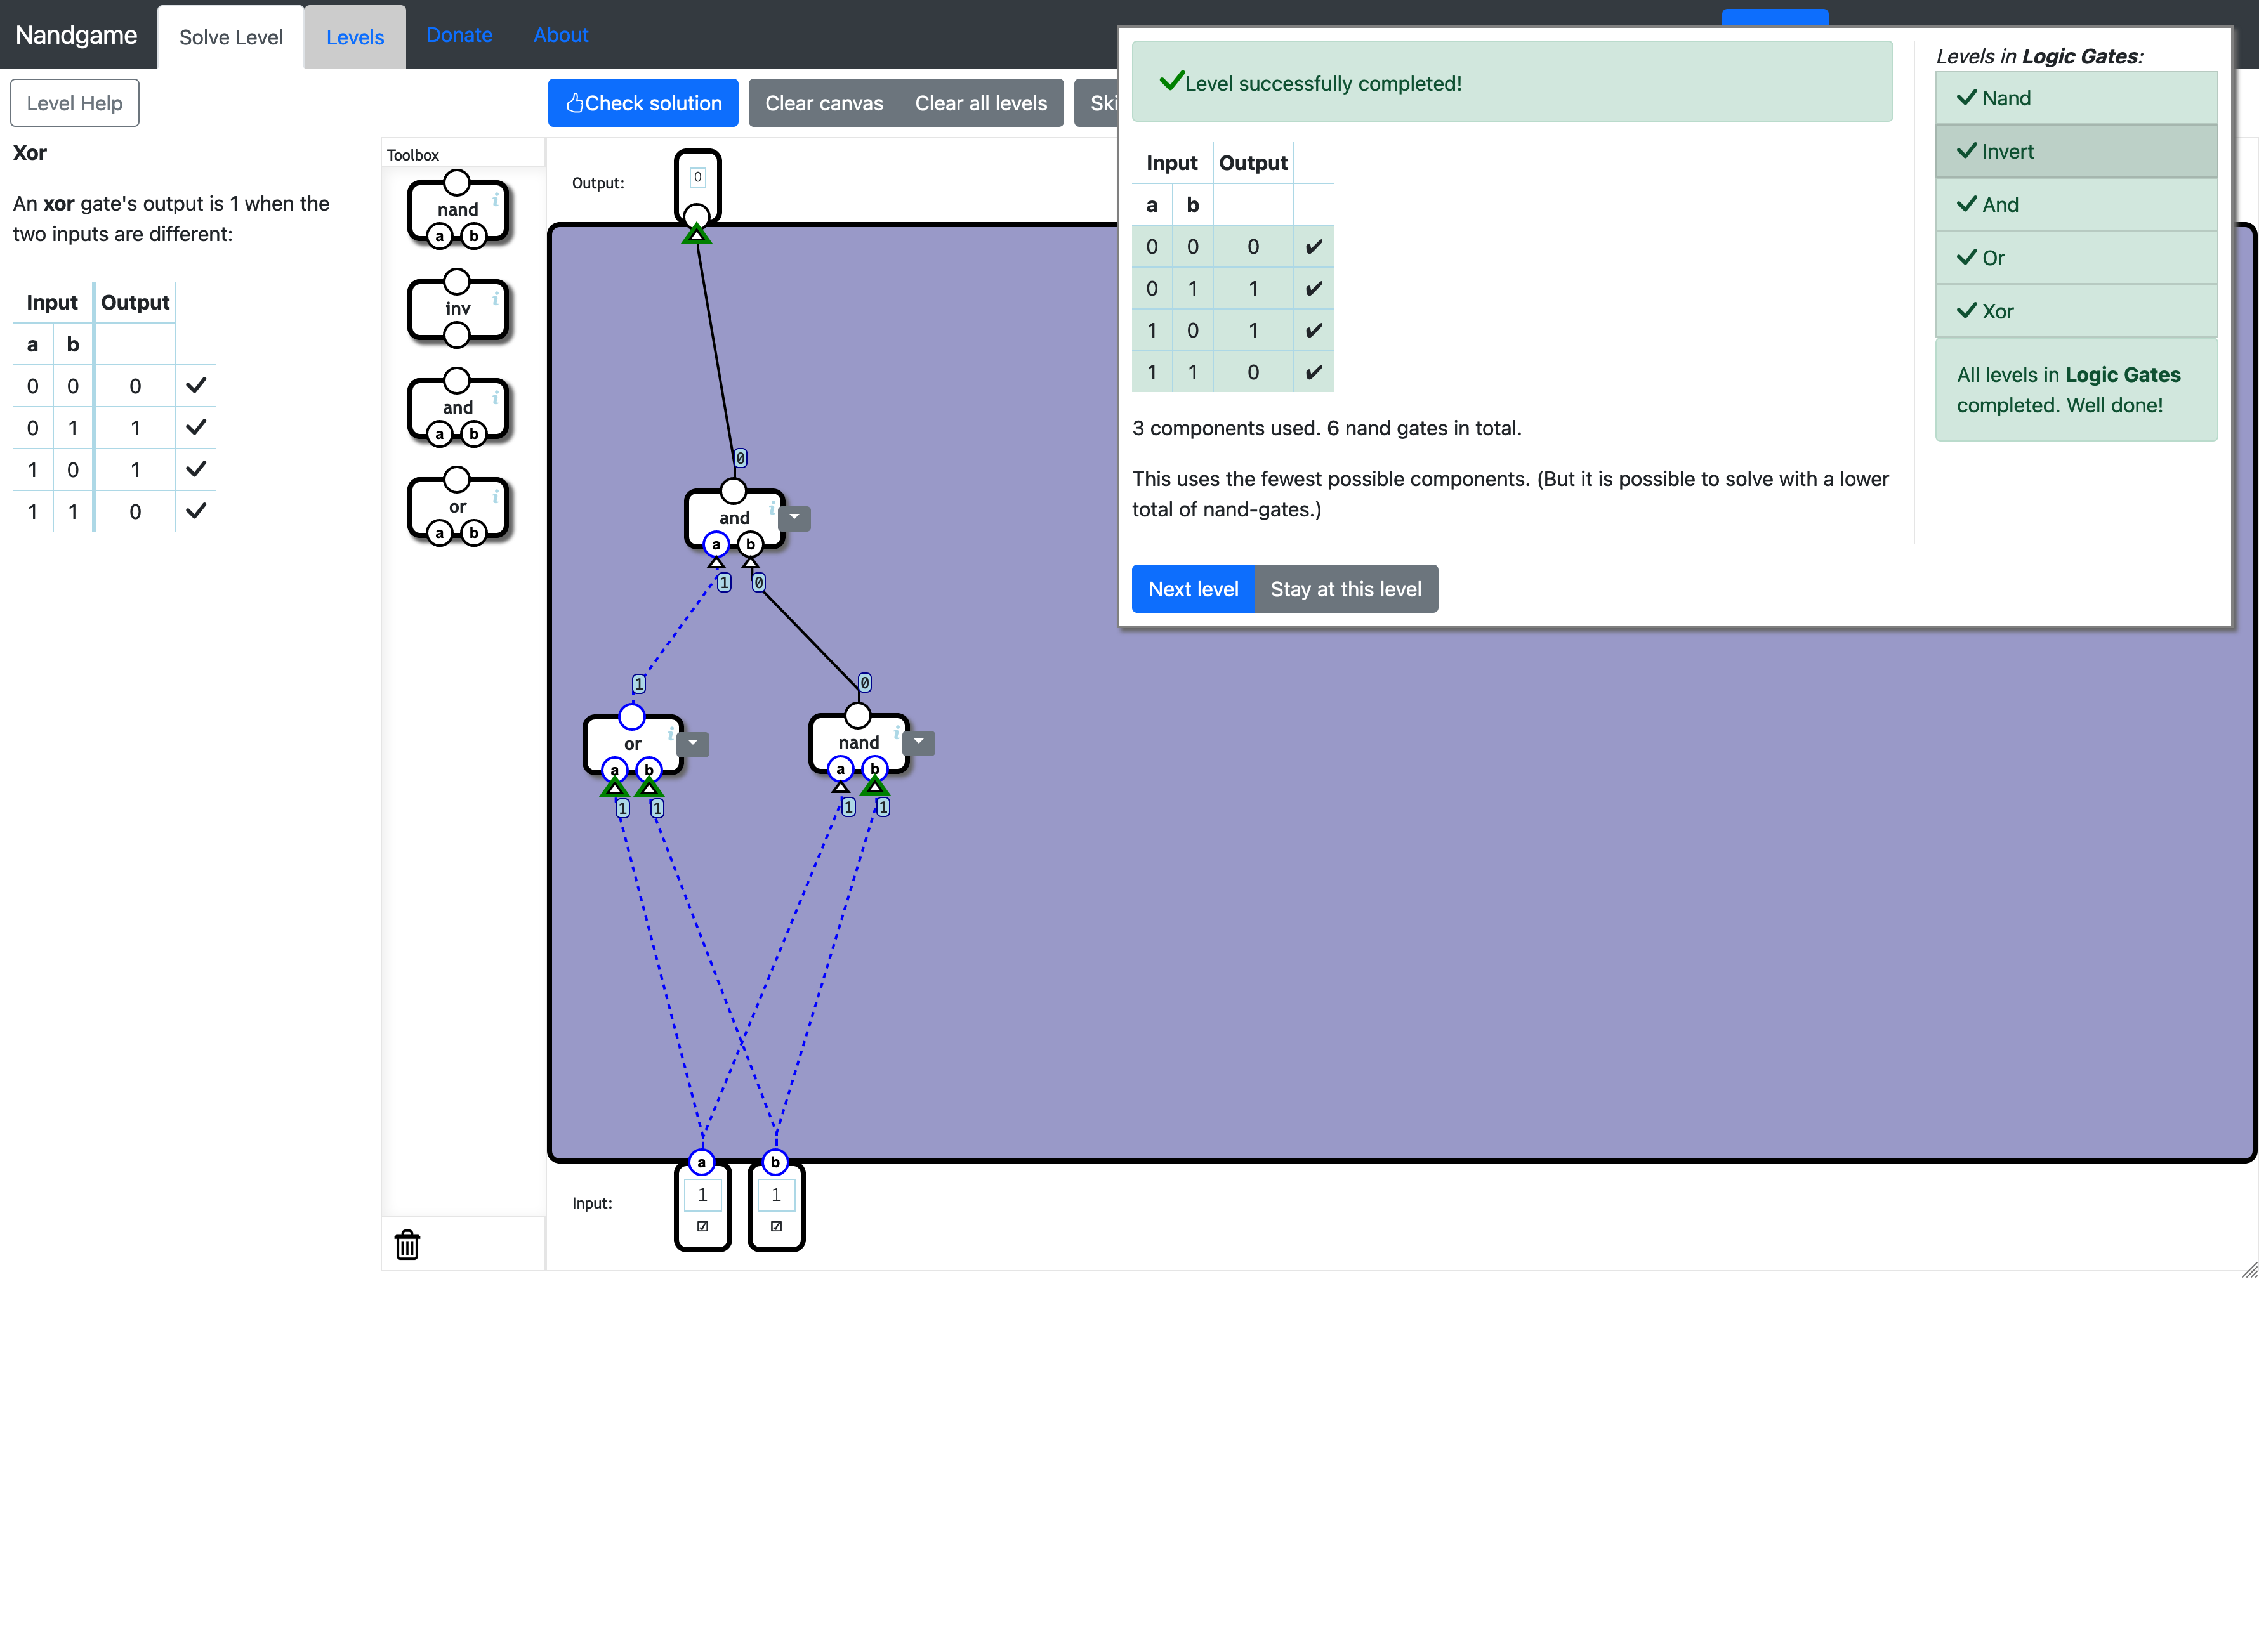 Nandgame
Solve Level
Levels
Donate
About
Level Help
Check solution
Clear canvas
Clear all levels
Ski
Xor
An xor gate's output is 1 when the
two inputs are different:
Input Output
a b
0 0 0 ✓
0 1 1 ✓
1 0 1 ✓
1 1 0 ✓
Toolbox
nand
i
a b
inv
i
and
i
a b
or
i
a b
Output:
0
0
and
i
a b
1 0
1
or
i
a b
1 1
0
nand
i
a b
1 1
a b
Input:
1 1
✓Level successfully completed!
Input Output
a b
0 0 0 ✔
0 1 1 ✔
1 0 1 ✔
1 1 0 ✔
3 components used. 6 nand gates in total.
This uses the fewest possible components. (But it is possible to solve with a lower
total of nand-gates.)
Next level
Stay at this level
Levels in Logic Gates:
✓ Nand
✓ Invert
✓ And
✓ Or
✓ Xor
All levels in Logic Gates
completed. Well done!